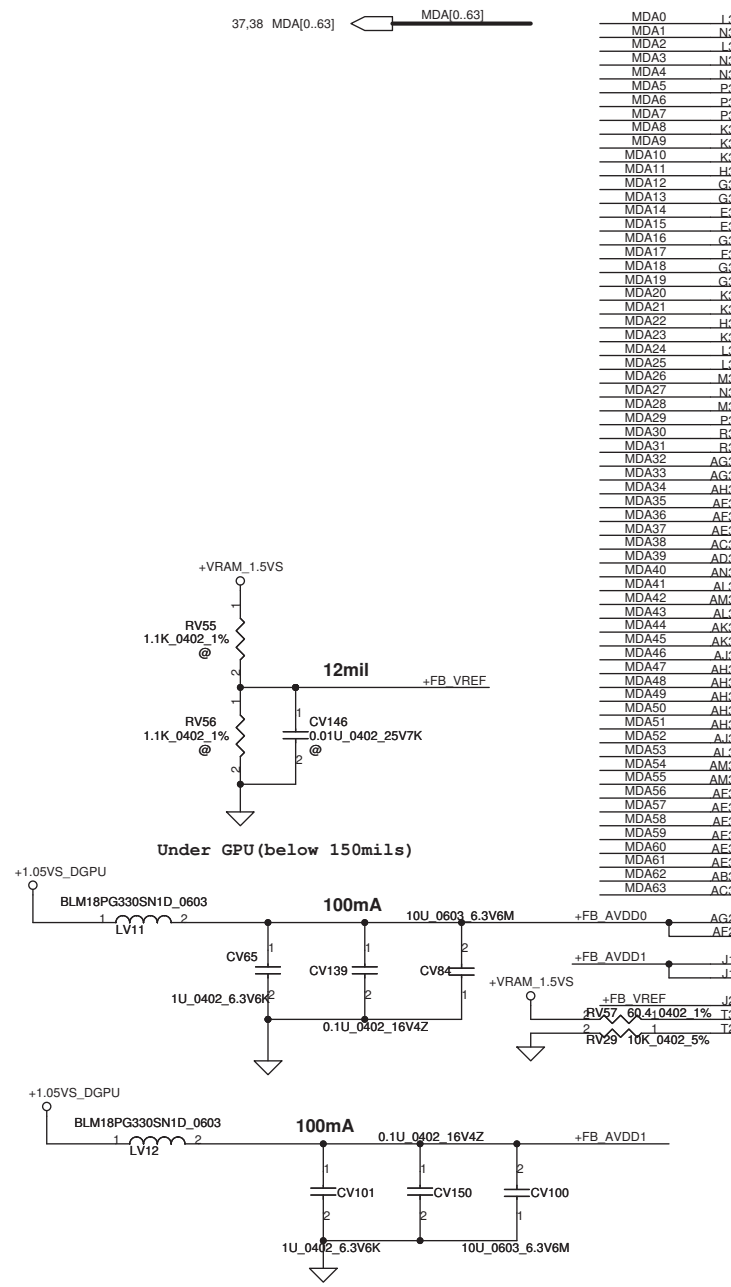 37,38 MDA[0..63]
MDA[0..63]
MDA0
MDA1
MDA2
MDA3
MDA4
MDA5
MDA6
MDA7
MDA8
MDA9
MDA10
MDA11
MDA12
MDA13
MDA14
MDA15
MDA16
MDA17
MDA18
MDA19
MDA20
MDA21
MDA22
MDA23
MDA24
MDA25
MDA26
MDA27
MDA28
MDA29
MDA30
MDA31
MDA32
MDA33
MDA34
MDA35
MDA36
MDA37
MDA38
MDA39
MDA40
MDA41
MDA42
MDA43
MDA44
MDA45
MDA46
MDA47
MDA48
MDA49
MDA50
MDA51
MDA52
MDA53
MDA54
MDA55
MDA56
MDA57
MDA58
MDA59
MDA60
MDA61
MDA62
MDA63
+VRAM_1.5VS
1
RV55
1.1K_0402_1%
@
2
12mil
+FB_VREF
1
RV56
1.1K_0402_1%
@
2
1
CV146
0.01U_0402_25V7K
2
@
Under GPU(below 150mils)
+1.05VS_DGPU
BLM18PG330SN1D_0603
1 2
LV11
100mA
10U_0603_6.3V6M
+FB_AVDD0
1
CV65
2
1U_0402_6.3V6K
1
CV139
2
0.1U_0402_16V4Z
2
CV84
1
+FB_AVDD1
+VRAM_1.5VS
+FB_VREF
2 1
RV57 60.4_0402_1%
2 1
RV29 10K_0402_5%
+1.05VS_DGPU
BLM18PG330SN1D_0603
1 2
LV12
100mA
0.1U_0402_16V4Z
+FB_AVDD1
1
CV101
2
1U_0402_6.3V6K
1
CV150
2
2
CV100
1
10U_0603_6.3V6M